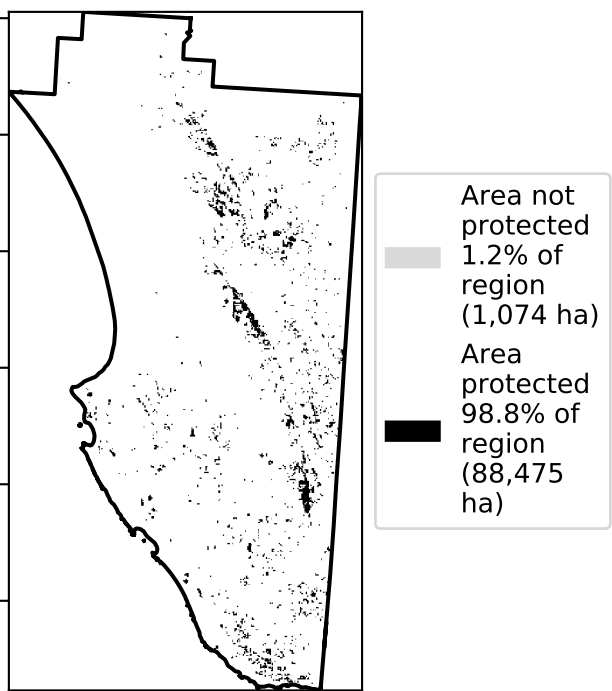 Area not
protected
1.2% of
region
(1,074 ha)
Area
protected
98.8% of
region
(88,475
ha)